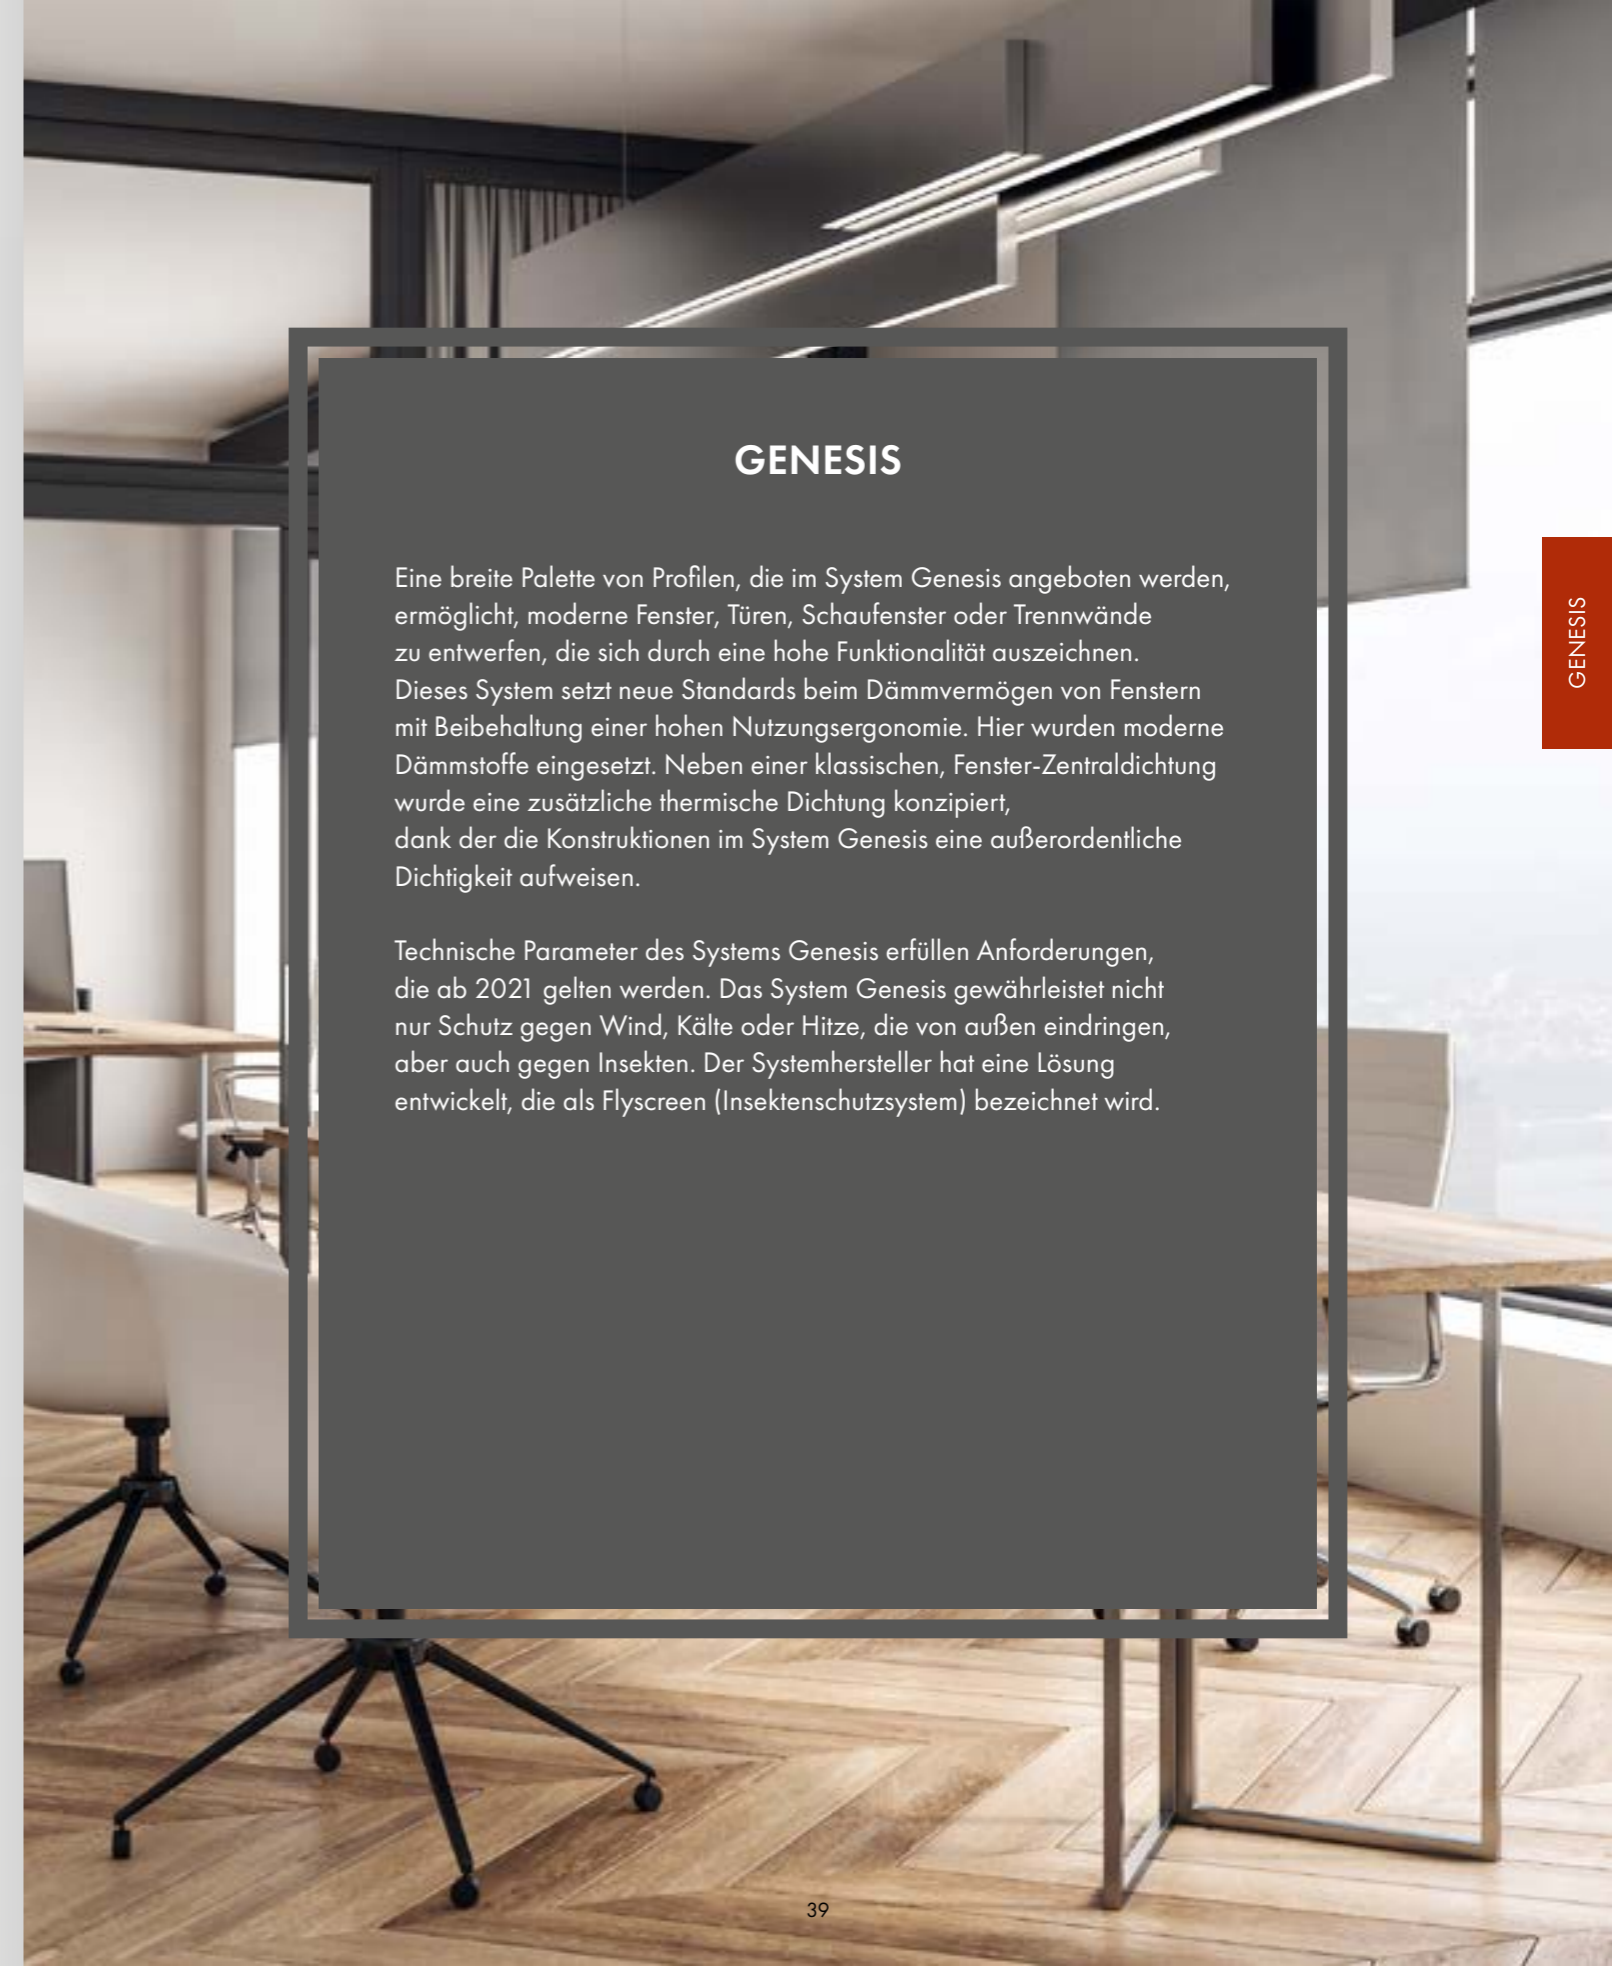 GENESIS
Eine breite Palette von Profilen, die im System Genesis angeboten werden,
ermöglicht, moderne Fenster, Türen, Schaufenster oder Trennwände
zu entwerfen, die sich durch eine hohe Funktionalität auszeichnen.
Dieses System setzt neue Standards beim Dämmvermögen von Fenstern
mit Beibehaltung einer hohen Nutzungsergonomie. Hier wurden moderne
Dämmstoffe eingesetzt. Neben einer klassischen, Fenster-Zentraldichtung
wurde eine zusätzliche thermische Dichtung konzipiert,
dank der die Konstruktionen im System Genesis eine außerordentliche
Dichtigkeit aufweisen.
Technische Parameter des Systems Genesis erfüllen Anforderungen,
die ab 2021 gelten werden. Das System Genesis gewährleistet nicht
nur Schutz gegen Wind, Kälte oder Hitze, die von außen eindringen,
aber auch gegen Insekten. Der Systemhersteller hat eine Lösung
entwickelt, die als Flyscreen (Insektenschutzsystem) bezeichnet wird.
GENESIS
39